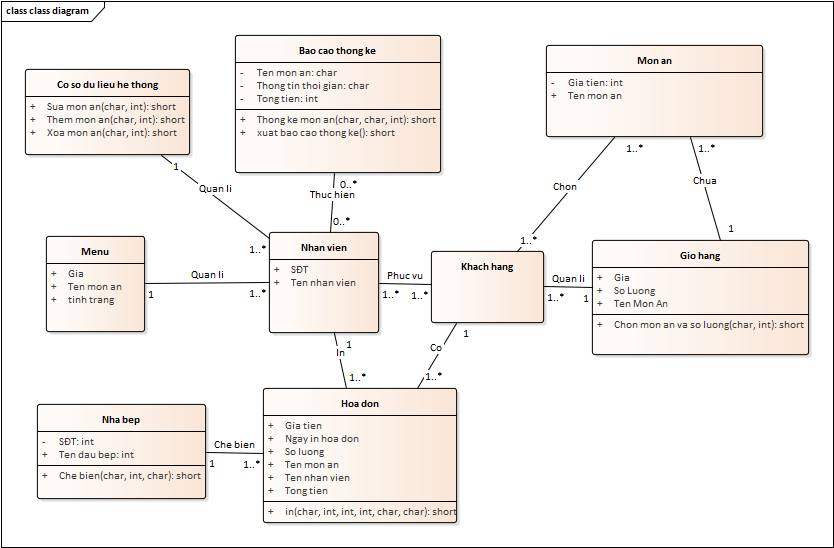 class class diagram
Co so du lieu he thong
+ Sua mon an(char, int): short
+ Them mon an(char, int): short
+ Xoa mon an(char, int): short
Bao cao thong ke
- Ten mon an: char
- Thong tin thoi gian: char
- Tong tien: int
+ Thong ke mon an(char, char, int): short
+ xuat bao cao thong ke(): short
Mon an
- Gia tien: int
+ Ten mon an
1
Quan li
1..*
0..*
Thuc hien
0..*
1..*
Chon
1..*
1..*
Chua
1
Menu
+ Gia
+ Ten mon an
+ tinh trang
1
Quan li
1..*
Nhan vien
+ SĐT
+ Ten nhan vien
Phuc vu
1..*
1..*
Khach hang
Quan li
1..*
1
Gio hang
+ Gia
+ So Luong
+ Ten Mon An
+ Chon mon an va so luong(char, int): short
1
In
1..*
1
Co
1..*
Nha bep
- SĐT: int
+ Ten dau bep: int
+ Che bien(char, int, char): short
Che bien
1
1..*
Hoa don
+ Gia tien
+ Ngay in hoa don
+ So luong
+ Ten mon an
+ Ten nhan vien
+ Tong tien
+ in(char, int, int, int, char, char): short